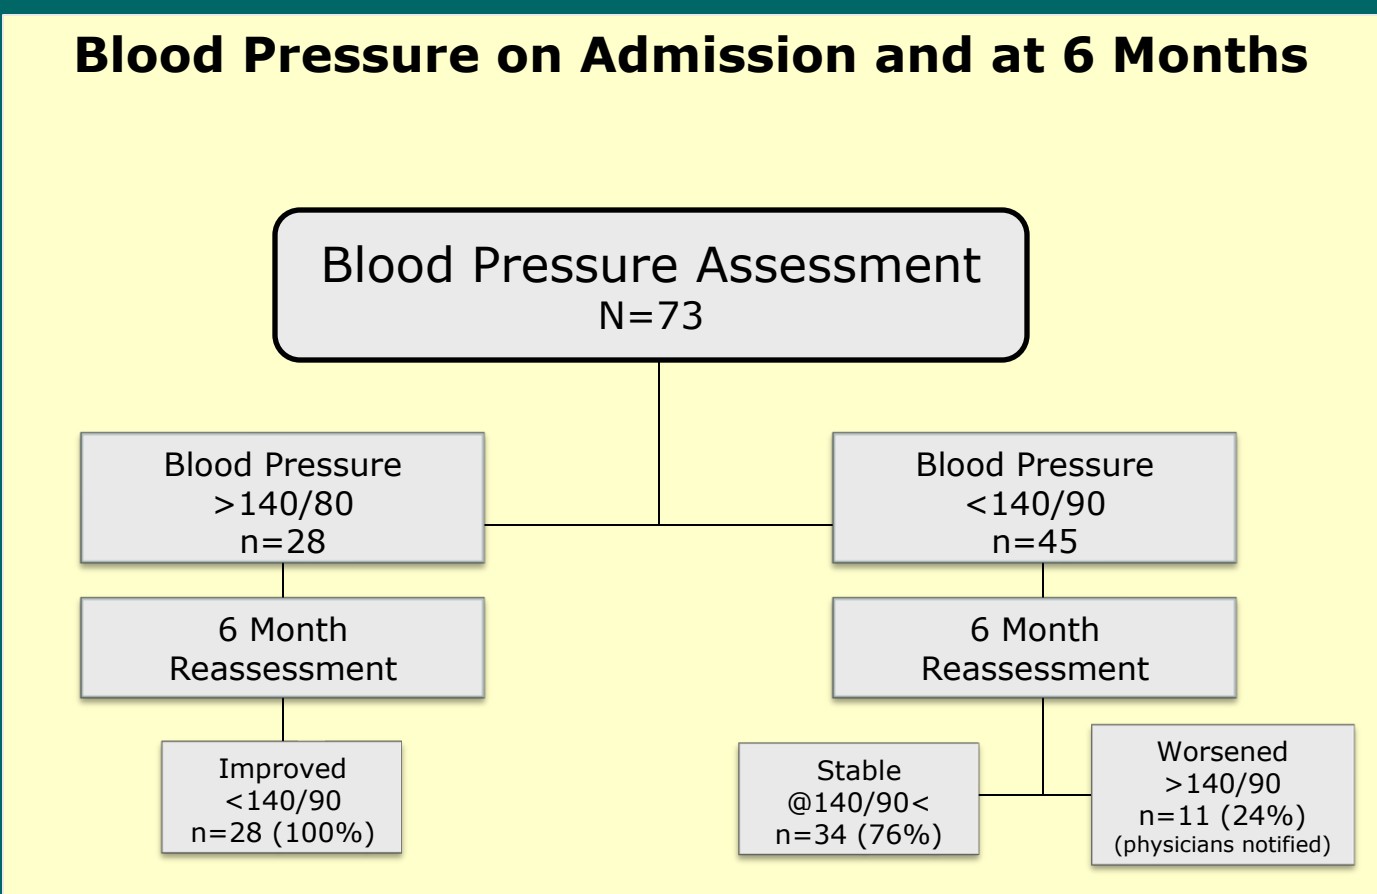 Blood Pressure on Admission and at 6 Months
Blood Pressure Assessment
N=73
Blood Pressure
>140/80
n=28
Blood Pressure
<140/90
n=45
6 Month
Reassessment
6 Month
Reassessment
Improved
<140/90
n=28 (100%)
Stable
@140/90<
n=34 (76%)
Worsened
>140/90
n=11 (24%)
(physicians notified)